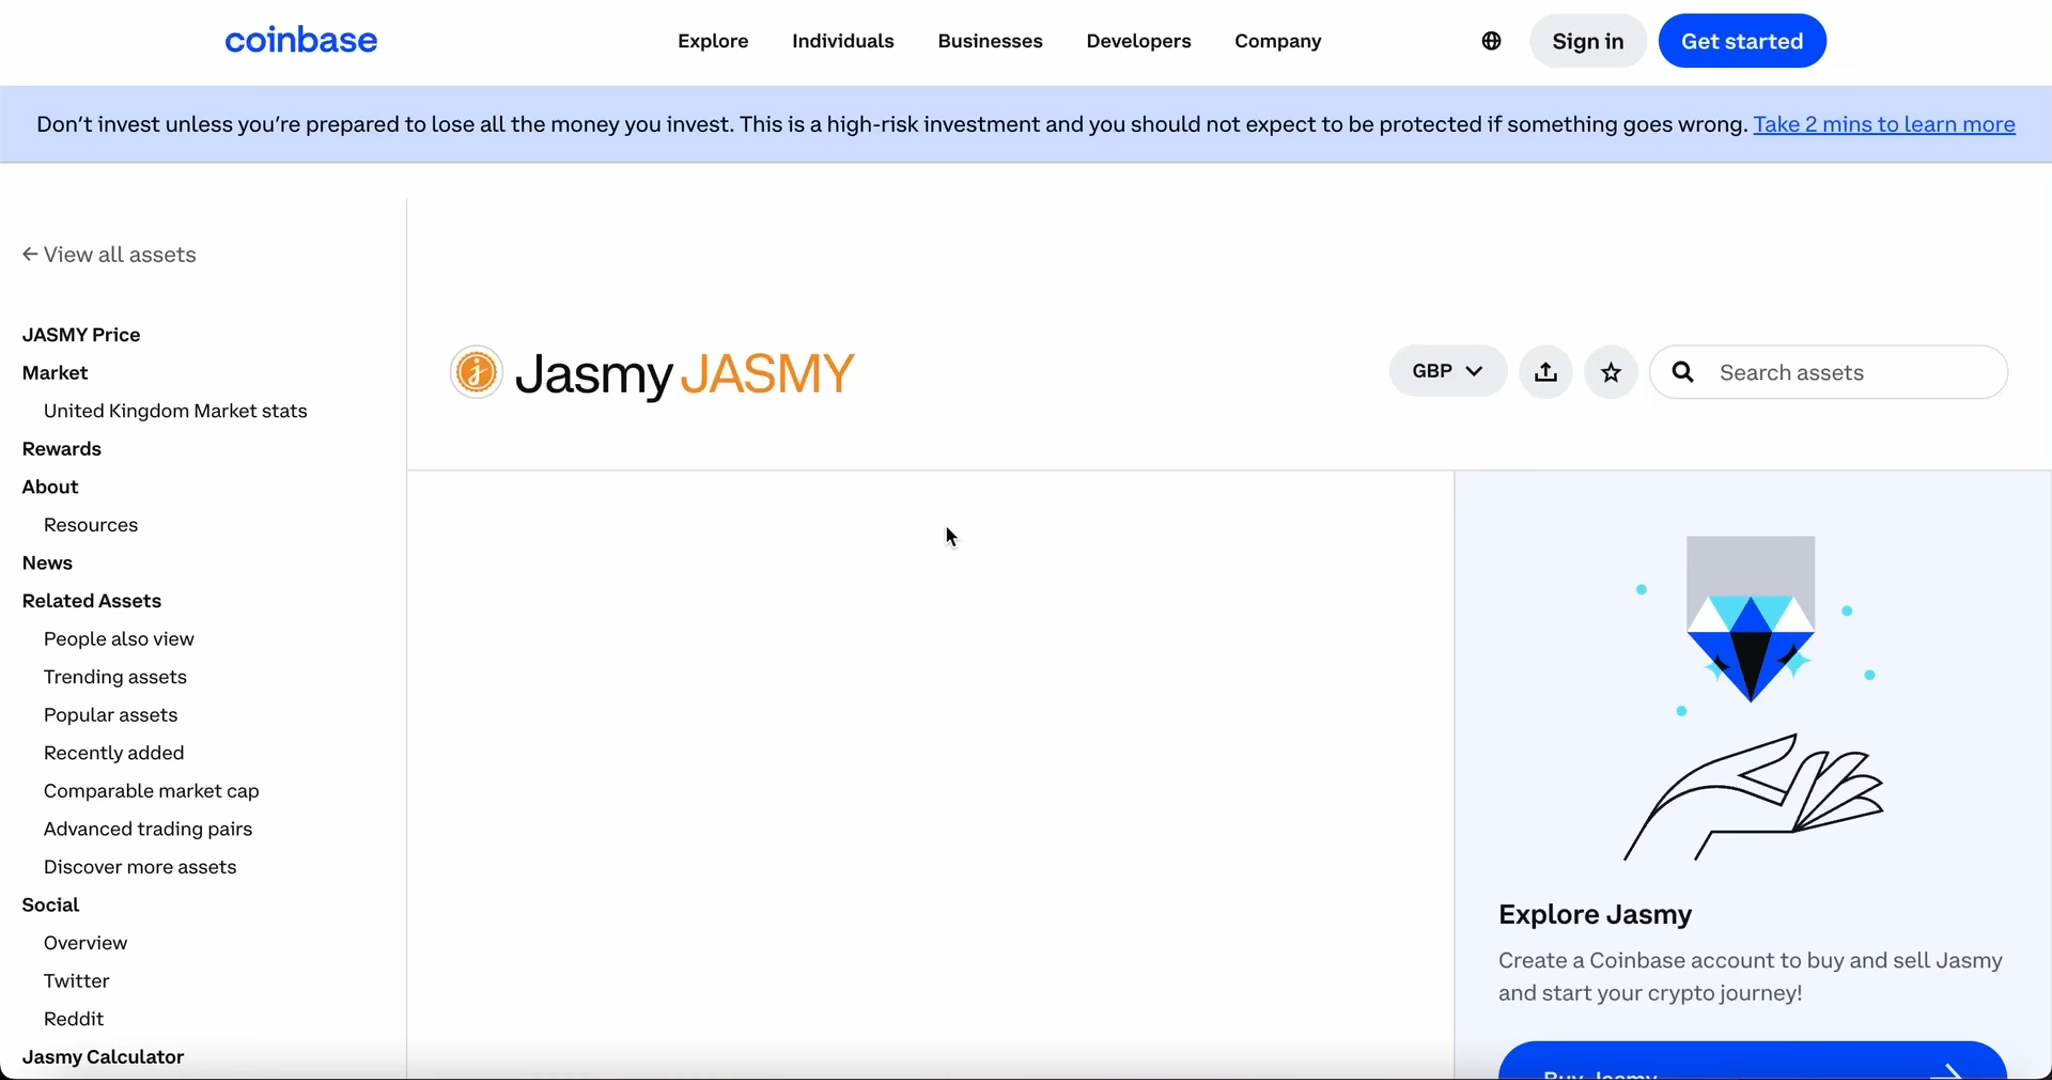 coinbase
Explore
Individuals
Businesses
Developers
Company
Sign in
Get started
Don't invest unless you're prepared to lose all the money you invest. This is a high-risk investment and you should not expect to be protected if something goes wrong. Take 2 mins to learn more
View all assets
JASMY Price
Market
United Kingdom Market stats
Rewards
About
Resources
News
Related Assets
People also view
Trending assets
Popular assets
Recently added
Comparable market cap
Advanced trading pairs
Discover more assets
Social
Overview
Twitter
Reddit
Jasmy Calculator
Jasmy JASMY
GBP
Search assets
Explore Jasmy
Create a Coinbase account to buy and sell Jasmy
and start your crypto journey!
Buy Jasmy